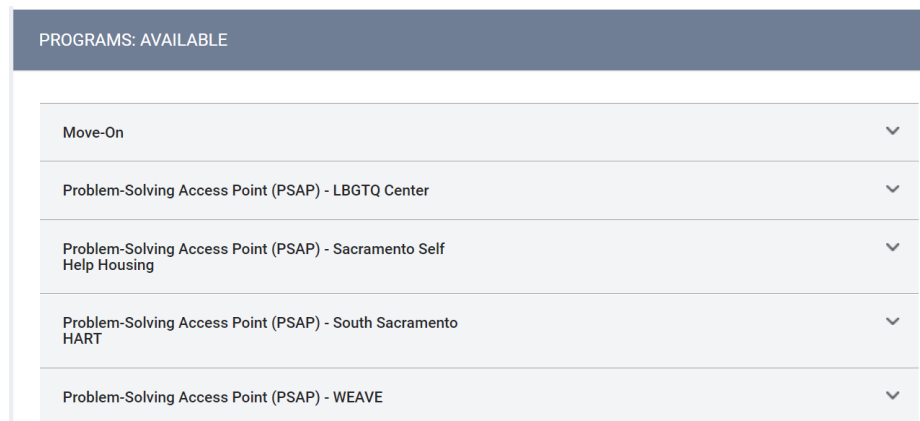 PROGRAMS: AVAILABLE
Move-On
Problem-Solving Access Point (PSAP) - LBGTQ Center
Problem-Solving Access Point (PSAP) - Sacramento Self
Help Housing
Problem-Solving Access Point (PSAP) - South Sacramento
HART
Problem-Solving Access Point (PSAP) - WEAVE